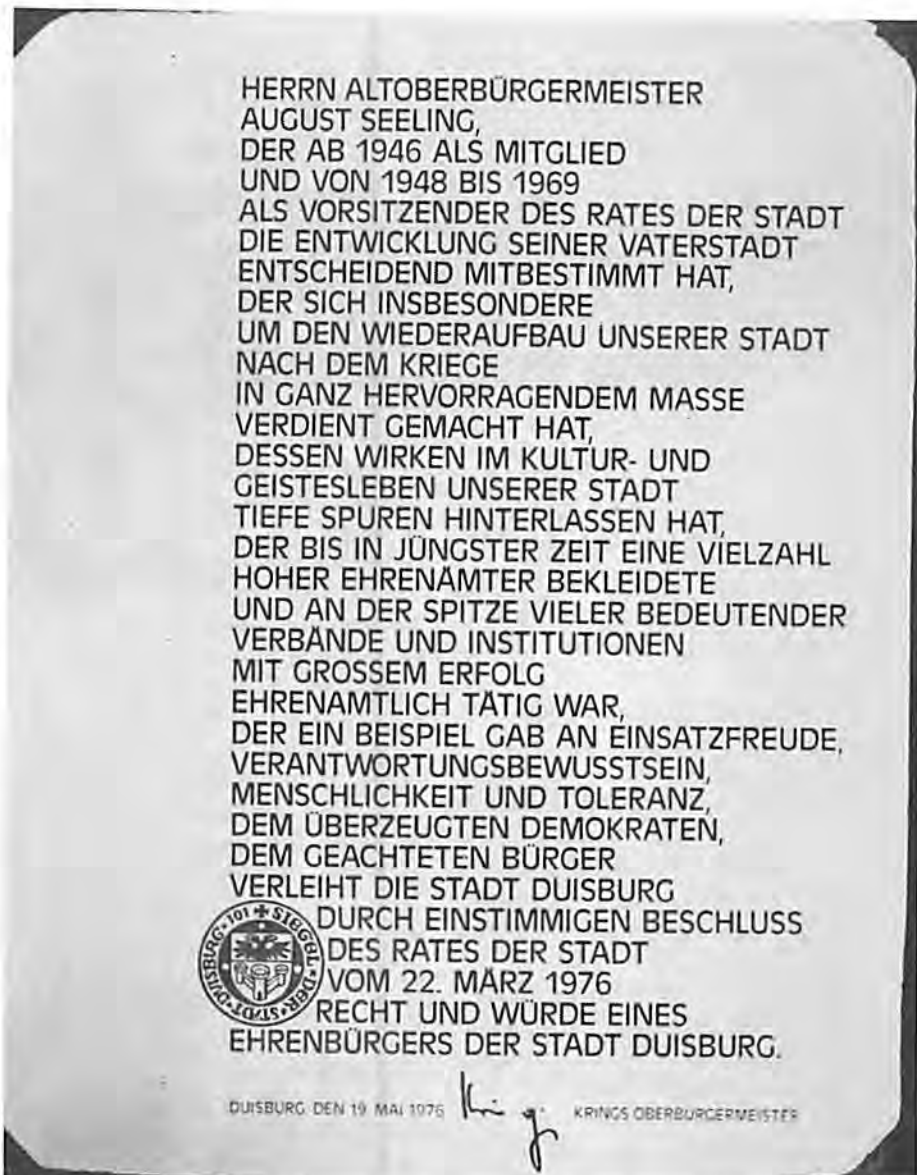 HERRN ALTOBERBÜRGERMEISTER
AUGUST SEELING,
DER AB 1946 ALS MITGLIED
UND VON 1948 BIS 1969
ALS VORSITZENDER DES RATES DER STADT
DIE ENTWICKLUNG SEINER VATERSTADT
ENTSCHEIDEND MITBESTIMMT HAT,
DER SICH INSBESONDERE
UM DEN WIEDERAUFBAU UNSERER STADT
NACH DEM KRIEGE
IN GANZ HERVORRAGENDEM MASSE
VERDIENT GEMACHT HAT,
DESSEN WIRKEN IM KULTUR- UND
GEISTESLEBEN UNSERER STADT
TIEFE SPUREN HINTERLASSEN HAT,
DER BIS IN JÜNGSTER ZEIT EINE VIELZAHL
HOHER EHRENÄMTER BEKLEIDETE
UND AN DER SPITZE VIELER BEDEUTENDER
VERBÄNDE UND INSTITUTIONEN
MIT GROSSEM ERFOLG
EHRENAMTLICH TÄTIG WAR,
DER EIN BEISPIEL GAB AN EINSATZFREUDE,
VERANTWORTUNGSBEWUSSTSEIN,
MENSCHLICHKEIT UND TOLERANZ,
DEM ÜBERZEUGTEN DEMOKRATEN,
DEM GEACHTETEN BÜRGER
VERLEIHT DIE STADT DUISBURG
DURCH EINSTIMMIGEN BESCHLUSS
DES RATES DER STADT
VOM 22. MÄRZ 1976
RECHT UND WÜRDE EINES
EHRENBÜRGERS DER STADT DUISBURG.
101 SIEGEL · DER · STADT · DUISBURG
DUISBURG DEN 19 MAI 1976 Krings KRINGS OBERBÜRGERMEISTER